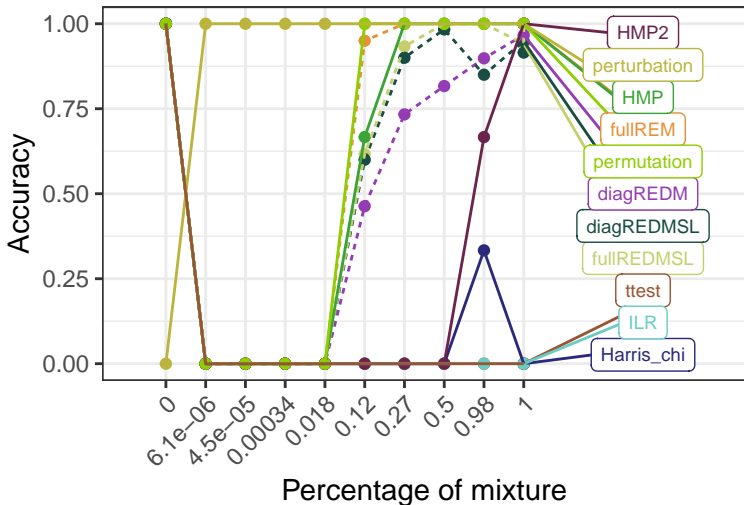 1.00
0.75
0.50
0.25
0.00
Accuracy
0
6.1e−06
4.5e−05
0.00034
0.018
0.12
0.27
0.5
0.98
1
Percentage of mixture
HMP2
perturbation
HMP
fullREM
permutation
diagREDM
diagREDMSL
fullREDMSL
ttest
ILR
Harris_chi